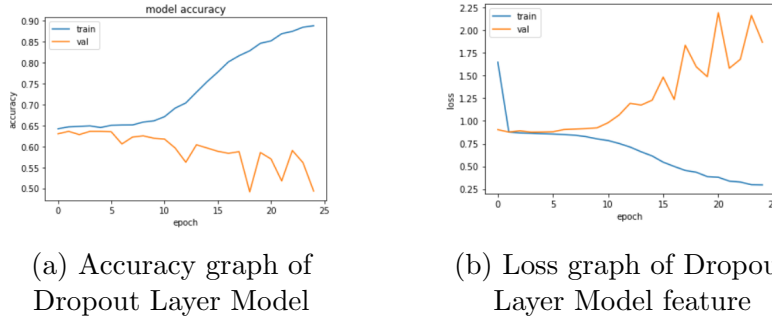 model accuracy
train
val
0.90
0.85
0.80
0.75
0.70
0.65
0.60
0.55
0.50
accuracy
0
5
10
15
20
25
epoch
train
val
2.25
2.00
1.75
1.50
1.25
1.00
0.75
0.50
0.25
loss
0
5
10
15
20
epoch
(a) Accuracy graph of
Dropout Layer Model
(b) Loss graph of Dropou
Layer Model feature